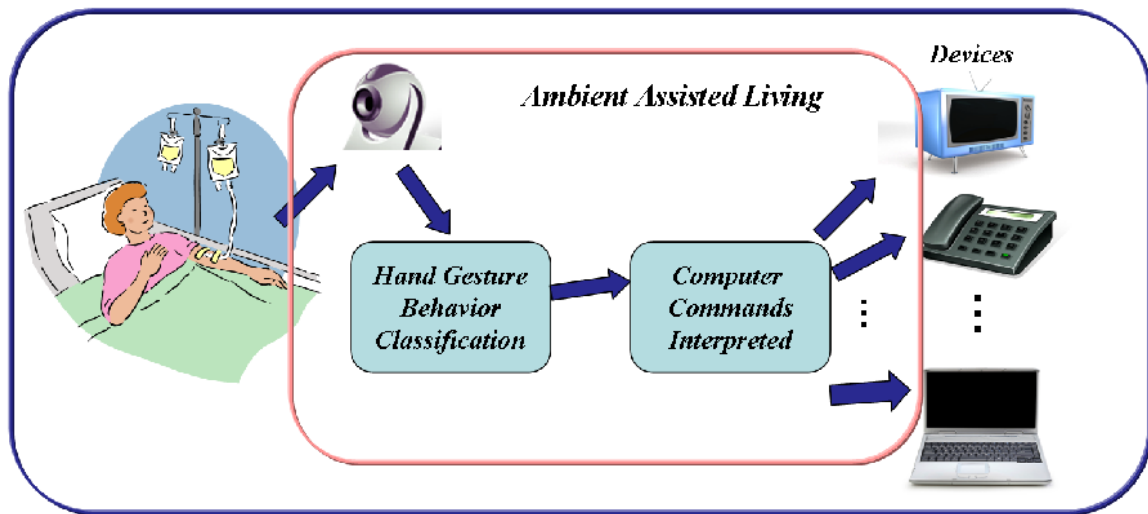 Devices
Ambient Assisted Living
Hand Gesture
Behavior
Classification
Computer
Commands
Interpreted